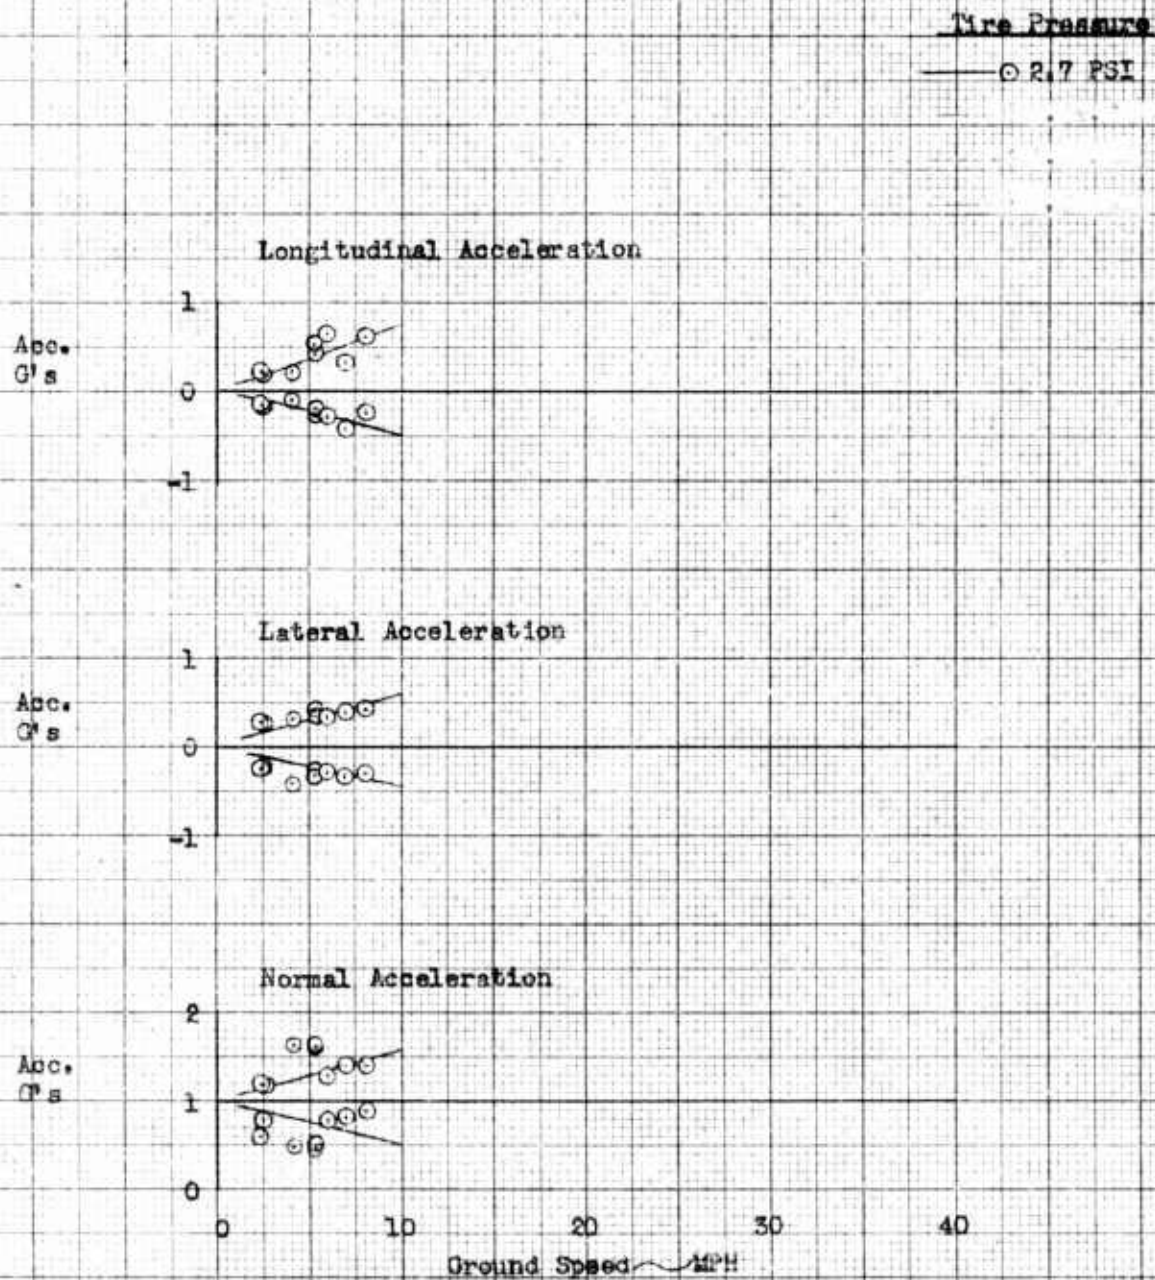 Tire Pressure
2.7 PSI
Longitudinal Acceleration
1
Acc.
G's
0
-1
Lateral Acceleration
1
Acc.
G's
0
-1
Normal Acceleration
2
Acc.
G's
1
0
0 10 20 30 40
Ground Speed ~ MPH